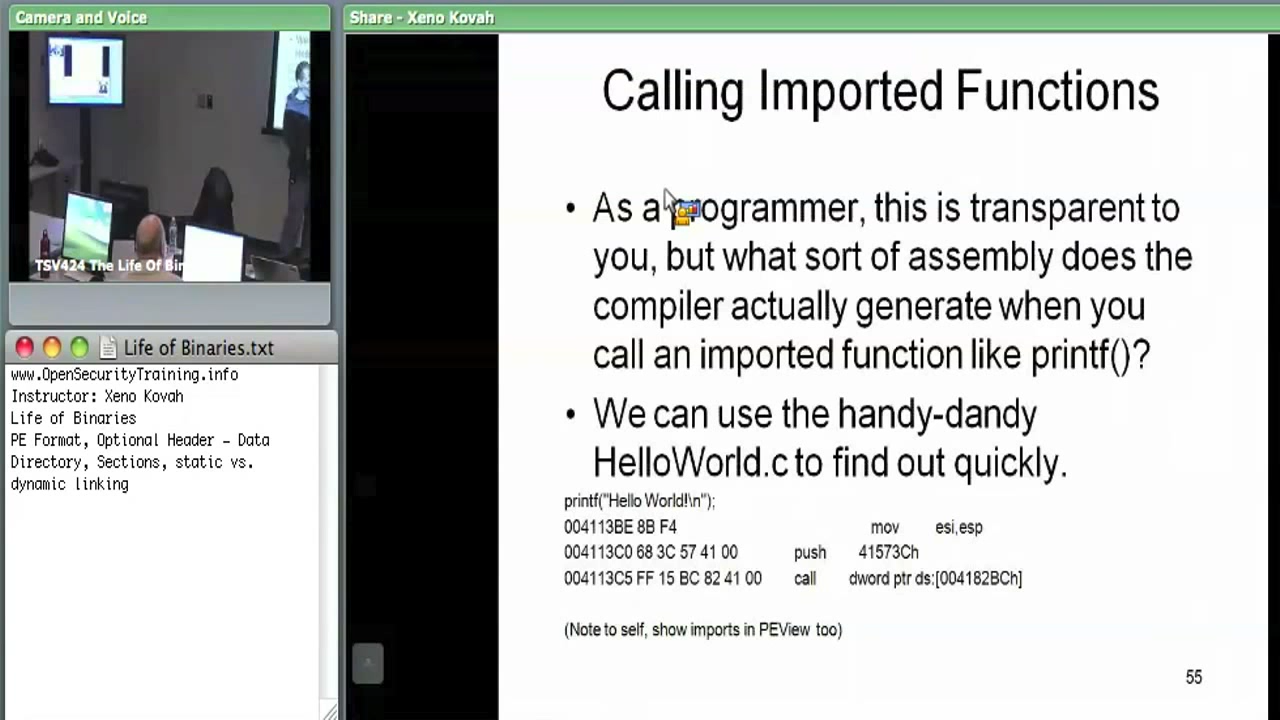 Camera and Voice
TSV424 The Life Of Bin
Life of Binaries.txt
www.OpenSecurityTraining.info
Instructor: Xeno Kovah
Life of Binaries
PE Format, Optional Header – Data
Directory, Sections, static vs.
dynamic linking
Share - Xeno Kovah
Calling Imported Functions
• As a programmer, this is transparent to
you, but what sort of assembly does the
compiler actually generate when you
call an imported function like printf()?
• We can use the handy-dandy
HelloWorld.c to find out quickly.
printf("Hello World!\n");
004113BE 8B F4 mov esi,esp
004113C0 68 3C 57 41 00 push 41573Ch
004113C5 FF 15 BC 82 41 00 call dword ptr ds:[004182BCh]
(Note to self, show imports in PEView too)
55